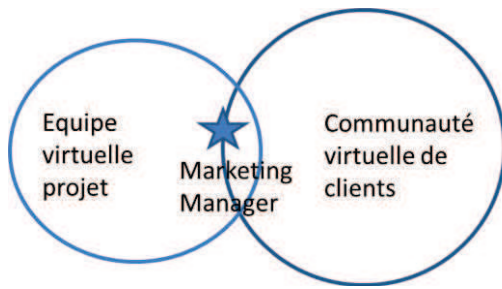 Equipe
virtuelle
projet
Marketing
Manager
Communauté
virtuelle de
clients